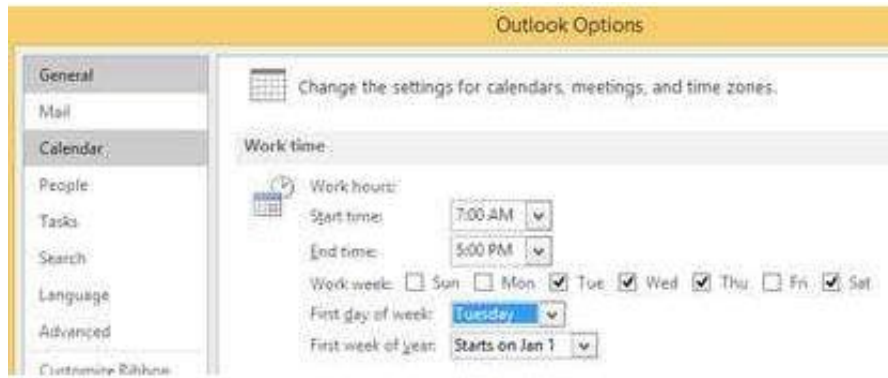 Outlook Options
General
Mail
Calendar
People
Tasks
Search
Language
Advanced
Customize Ribbon
Change the settings for calendars, meetings, and time zones.
Work time
Work hours:
Start time: 7:00 AM
End time: 5:00 PM
Work week: Sun Mon Tue Wed Thu Fri Sat
First day of week: Tuesday
First week of year: Starts on Jan 1